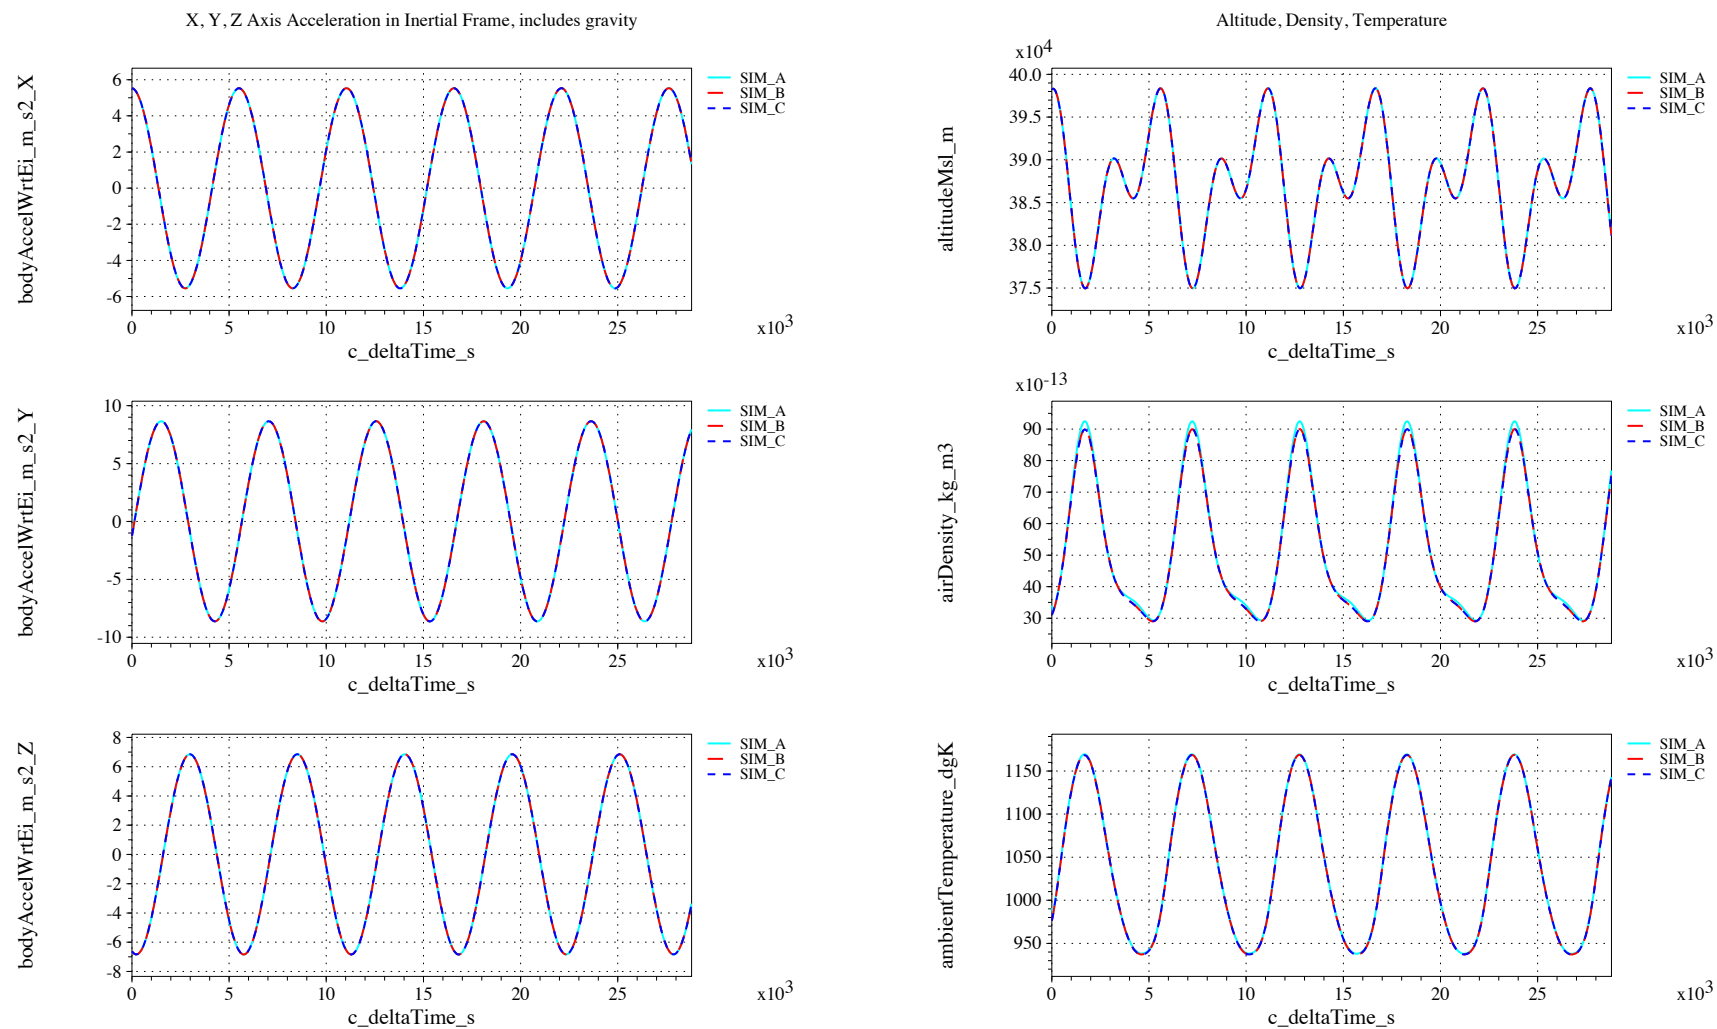 X, Y, Z Axis Acceleration in Inertial Frame, includes gravity
bodyAccelWrtEi_m_s2_X
6
4
2
0
-2
-4
-6
0 5 10 15 20 25
x10^3
c_deltaTime_s
SIM_A
SIM_B
SIM_C
bodyAccelWrtEi_m_s2_Y
10
5
0
-5
-10
0 5 10 15 20 25
x10^3
c_deltaTime_s
SIM_A
SIM_B
SIM_C
bodyAccelWrtEi_m_s2_Z
8
6
4
2
0
-2
-4
-6
-8
0 5 10 15 20 25
x10^3
c_deltaTime_s
SIM_A
SIM_B
SIM_C
Altitude, Density, Temperature
x10^4
altitudeMsl_m
40.0
39.5
39.0
38.5
38.0
37.5
0 5 10 15 20 25
x10^3
c_deltaTime_s
SIM_A
SIM_B
SIM_C
x10^-13
airDensity_kg_m3
90
80
70
60
50
40
30
0 5 10 15 20 25
x10^3
c_deltaTime_s
SIM_A
SIM_B
SIM_C
ambientTemperature_dgK
1150
1100
1050
1000
950
0 5 10 15 20 25
x10^3
c_deltaTime_s
SIM_A
SIM_B
SIM_C